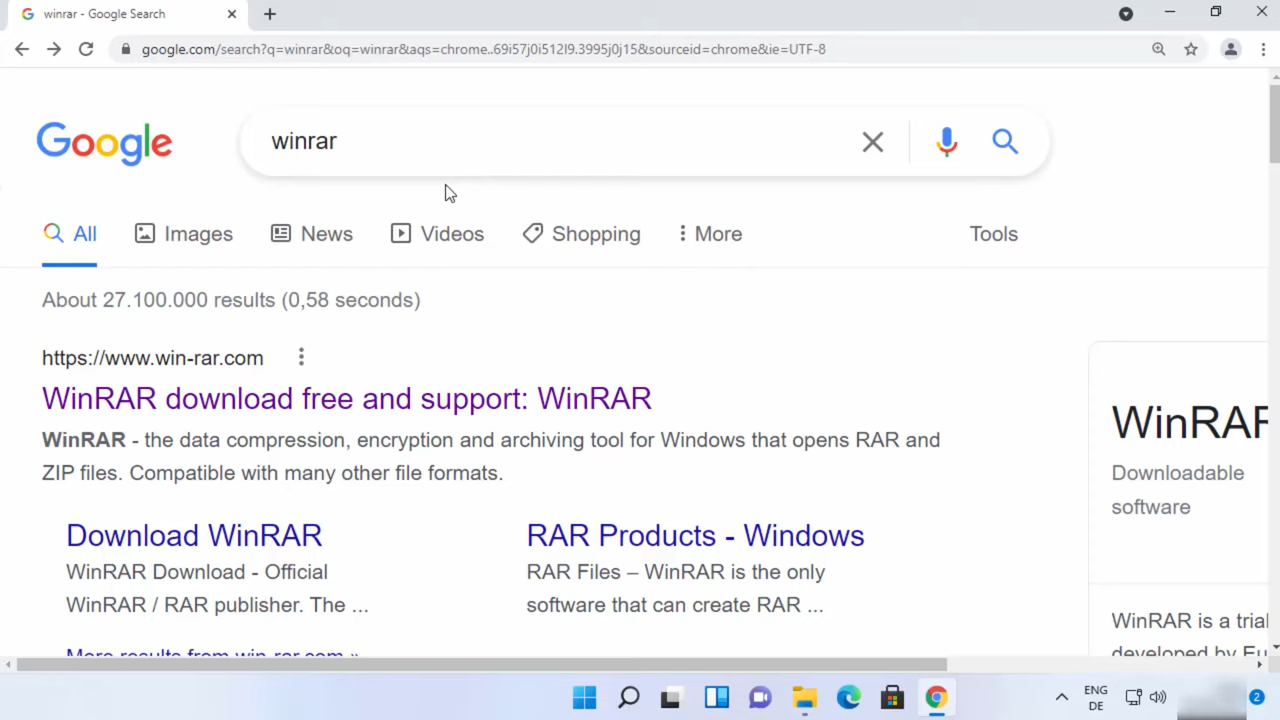 winrar - Google Search
google.com/search?q=winrar&oq=winrar&aqs=chrome..69i57j0i512l9.3995j0j15&sourceid=chrome&ie=UTF-8
Google
winrar
All
Images
News
Videos
Shopping
More
Tools
About 27.100.000 results (0,58 seconds)
https://www.win-rar.com
WinRAR download free and support: WinRAR
WinRAR - the data compression, encryption and archiving tool for Windows that opens RAR and
ZIP files. Compatible with many other file formats.
Download WinRAR
WinRAR Download - Official
WinRAR / RAR publisher. The ...
RAR Products - Windows
RAR Files – WinRAR is the only
software that can create RAR ...
More results from win-rar.com »
WinRAR
Downloadable
software
WinRAR is a trial
developed by Eu
ENG
DE
2